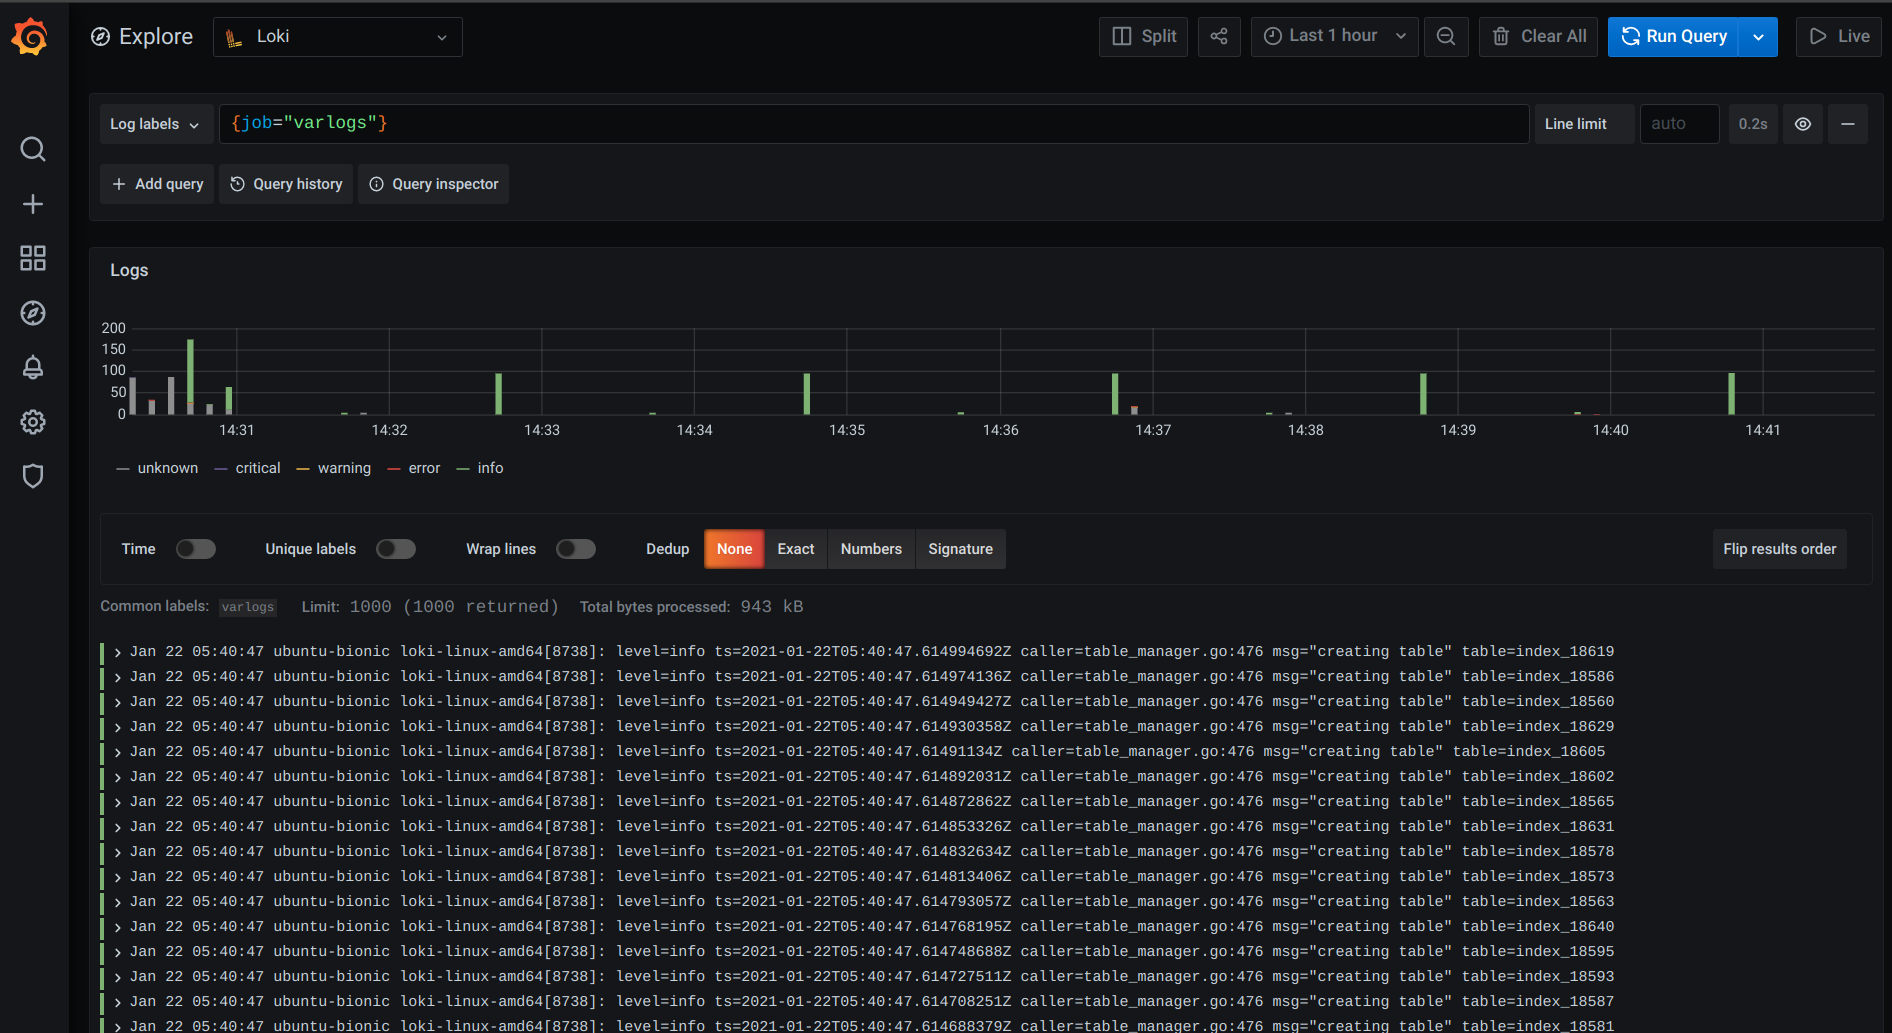 Explore Loki Split Last 1 hour Clear All Run Query Live
Log labels {job="varlogs"} Line limit auto 0.2s
Add query Query history Query inspector
Logs
200
150
100
50
0
14:31 14:32 14:33 14:34 14:35 14:36 14:37 14:38 14:39 14:40 14:41
unknown critical warning error info
Time Unique labels Wrap lines Dedup None Exact Numbers Signature Flip results order
Common labels: varlogs Limit: 1000 (1000 returned) Total bytes processed: 943 kB
Jan 22 05:40:47 ubuntu-bionic loki-linux-amd64[8738]: level=info ts=2021-01-22T05:40:47.614994692Z caller=table_manager.go:476 msg="creating table" table=index_18619
Jan 22 05:40:47 ubuntu-bionic loki-linux-amd64[8738]: level=info ts=2021-01-22T05:40:47.614974136Z caller=table_manager.go:476 msg="creating table" table=index_18586
Jan 22 05:40:47 ubuntu-bionic loki-linux-amd64[8738]: level=info ts=2021-01-22T05:40:47.614949427Z caller=table_manager.go:476 msg="creating table" table=index_18560
Jan 22 05:40:47 ubuntu-bionic loki-linux-amd64[8738]: level=info ts=2021-01-22T05:40:47.614930358Z caller=table_manager.go:476 msg="creating table" table=index_18629
Jan 22 05:40:47 ubuntu-bionic loki-linux-amd64[8738]: level=info ts=2021-01-22T05:40:47.61491134Z caller=table_manager.go:476 msg="creating table" table=index_18605
Jan 22 05:40:47 ubuntu-bionic loki-linux-amd64[8738]: level=info ts=2021-01-22T05:40:47.614892031Z caller=table_manager.go:476 msg="creating table" table=index_18602
Jan 22 05:40:47 ubuntu-bionic loki-linux-amd64[8738]: level=info ts=2021-01-22T05:40:47.614872862Z caller=table_manager.go:476 msg="creating table" table=index_18565
Jan 22 05:40:47 ubuntu-bionic loki-linux-amd64[8738]: level=info ts=2021-01-22T05:40:47.614853326Z caller=table_manager.go:476 msg="creating table" table=index_18631
Jan 22 05:40:47 ubuntu-bionic loki-linux-amd64[8738]: level=info ts=2021-01-22T05:40:47.614832634Z caller=table_manager.go:476 msg="creating table" table=index_18578
Jan 22 05:40:47 ubuntu-bionic loki-linux-amd64[8738]: level=info ts=2021-01-22T05:40:47.614813406Z caller=table_manager.go:476 msg="creating table" table=index_18573
Jan 22 05:40:47 ubuntu-bionic loki-linux-amd64[8738]: level=info ts=2021-01-22T05:40:47.614793057Z caller=table_manager.go:476 msg="creating table" table=index_18563
Jan 22 05:40:47 ubuntu-bionic loki-linux-amd64[8738]: level=info ts=2021-01-22T05:40:47.614768195Z caller=table_manager.go:476 msg="creating table" table=index_18640
Jan 22 05:40:47 ubuntu-bionic loki-linux-amd64[8738]: level=info ts=2021-01-22T05:40:47.614748688Z caller=table_manager.go:476 msg="creating table" table=index_18595
Jan 22 05:40:47 ubuntu-bionic loki-linux-amd64[8738]: level=info ts=2021-01-22T05:40:47.614727511Z caller=table_manager.go:476 msg="creating table" table=index_18593
Jan 22 05:40:47 ubuntu-bionic loki-linux-amd64[8738]: level=info ts=2021-01-22T05:40:47.614708251Z caller=table_manager.go:476 msg="creating table" table=index_18587
Jan 22 05:40:47 ubuntu-bionic loki-linux-amd64[8738]: level=info ts=2021-01-22T05:40:47.614688379Z caller=table_manager.go:476 msg="creating table" table=index_18581